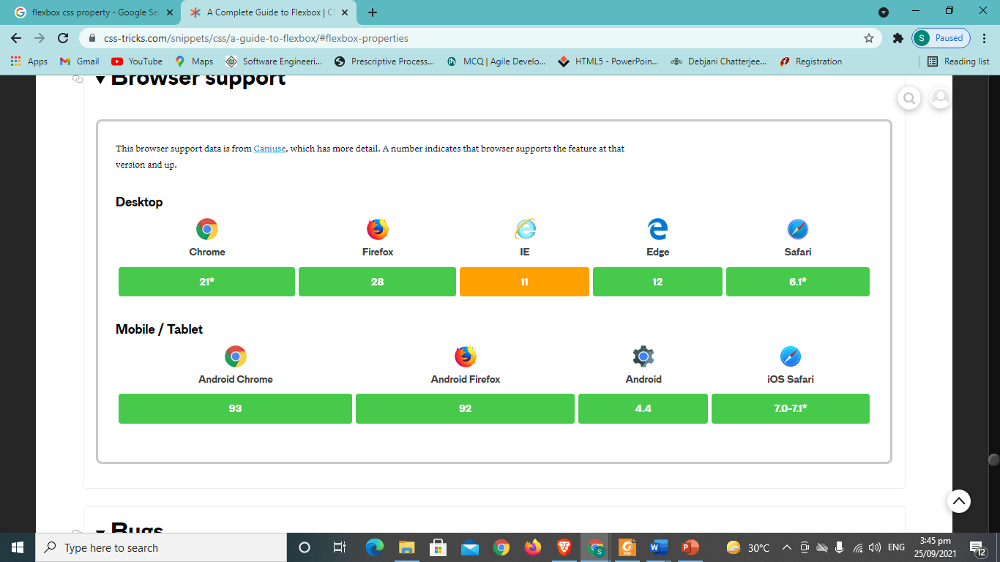 flexbox css property - Google Se
A Complete Guide to Flexbox | C
css-tricks.com/snippets/css/a-guide-to-flexbox/#flexbox-properties
S Paused
Apps Gmail YouTube Maps Software Engineeri... Prescriptive Process... MCQ | Agile Develo... HTML5 - PowerPoin... Debjani Chatterjee... Registration Reading list
Browser support
This browser support data is from Caniuse, which has more detail. A number indicates that browser supports the feature at that
version and up.
Desktop
Chrome Firefox IE Edge Safari
21* 28 11 12 6.1*
Mobile / Tablet
Android Chrome Android Firefox Android iOS Safari
93 92 4.4 7.0-7.1*
Bugs
Type here to search
30°C
ENG
3:45 pm
25/09/2021
12